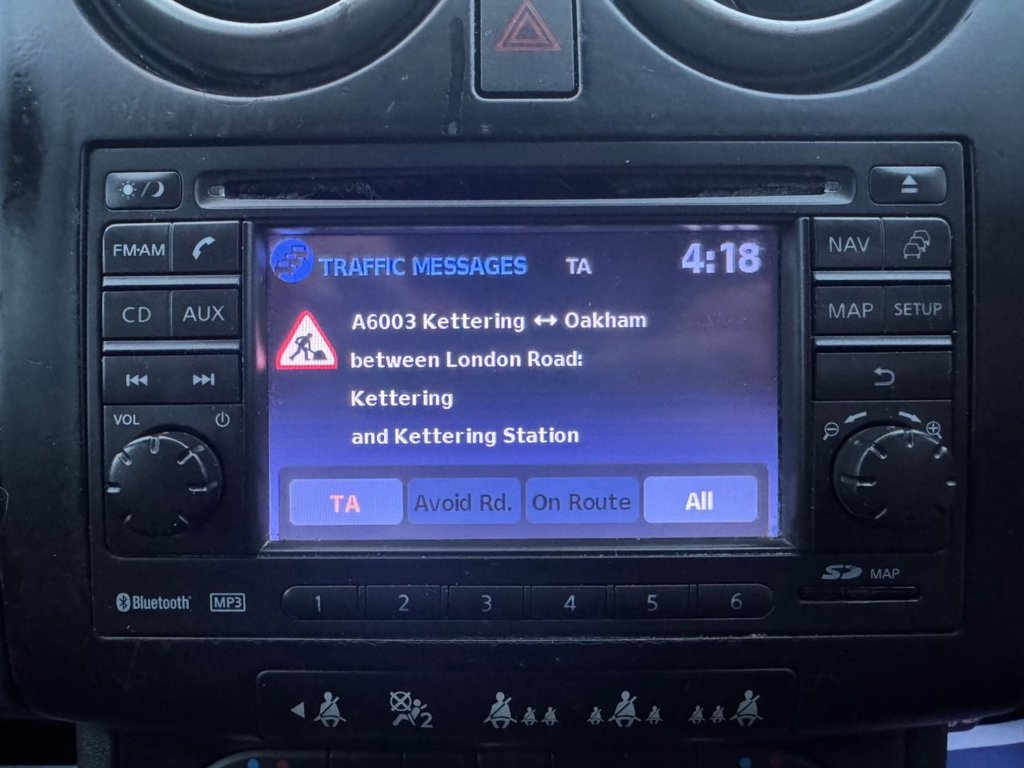 FM·AM
CD AUX
VOL
TRAFFIC MESSAGES TA 4:18
A6003 Kettering ↔ Oakham
between London Road:
Kettering
and Kettering Station
TA Avoid Rd. On Route All
NAV
MAP SETUP
SD MAP
Bluetooth MP3
1 2 3 4 5 6
2